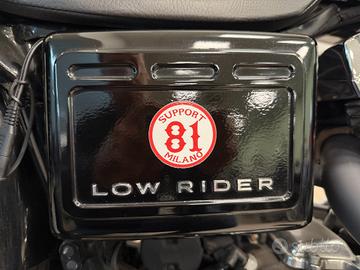 SUPPORT
81
MILANO
LOW RIDER